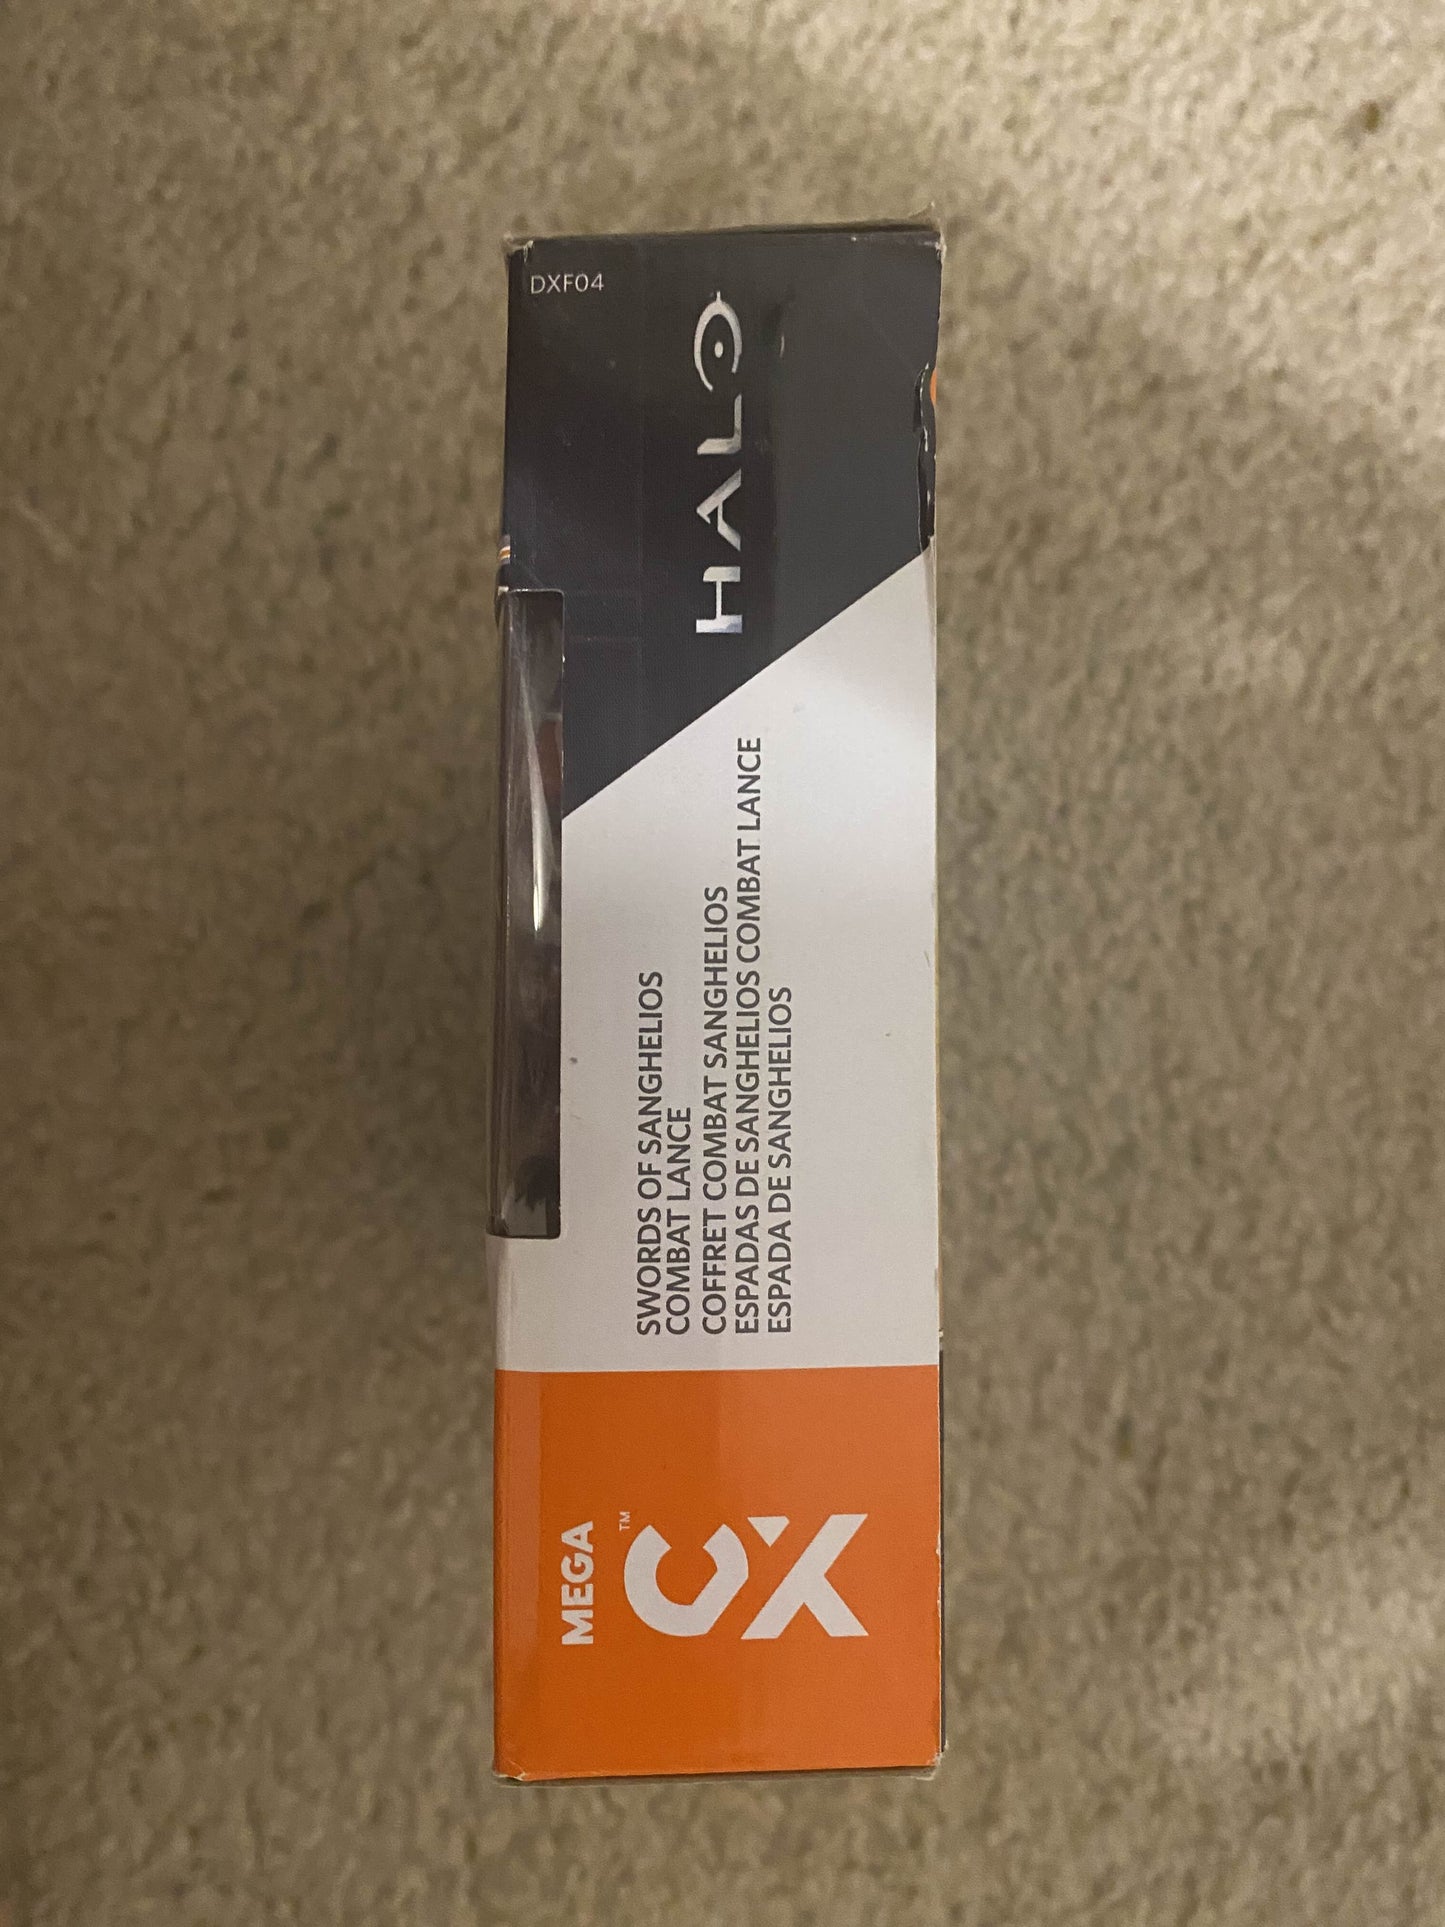 MEGA
CX™
SWORDS OF SANGHELIOS
COMBAT LANCE
COFFRET COMBAT SANGHELIOS
ESPADAS DE SANGHELIOS COMBAT LANCE
ESPADA DE SANGHELIOS
HALO
DXF04